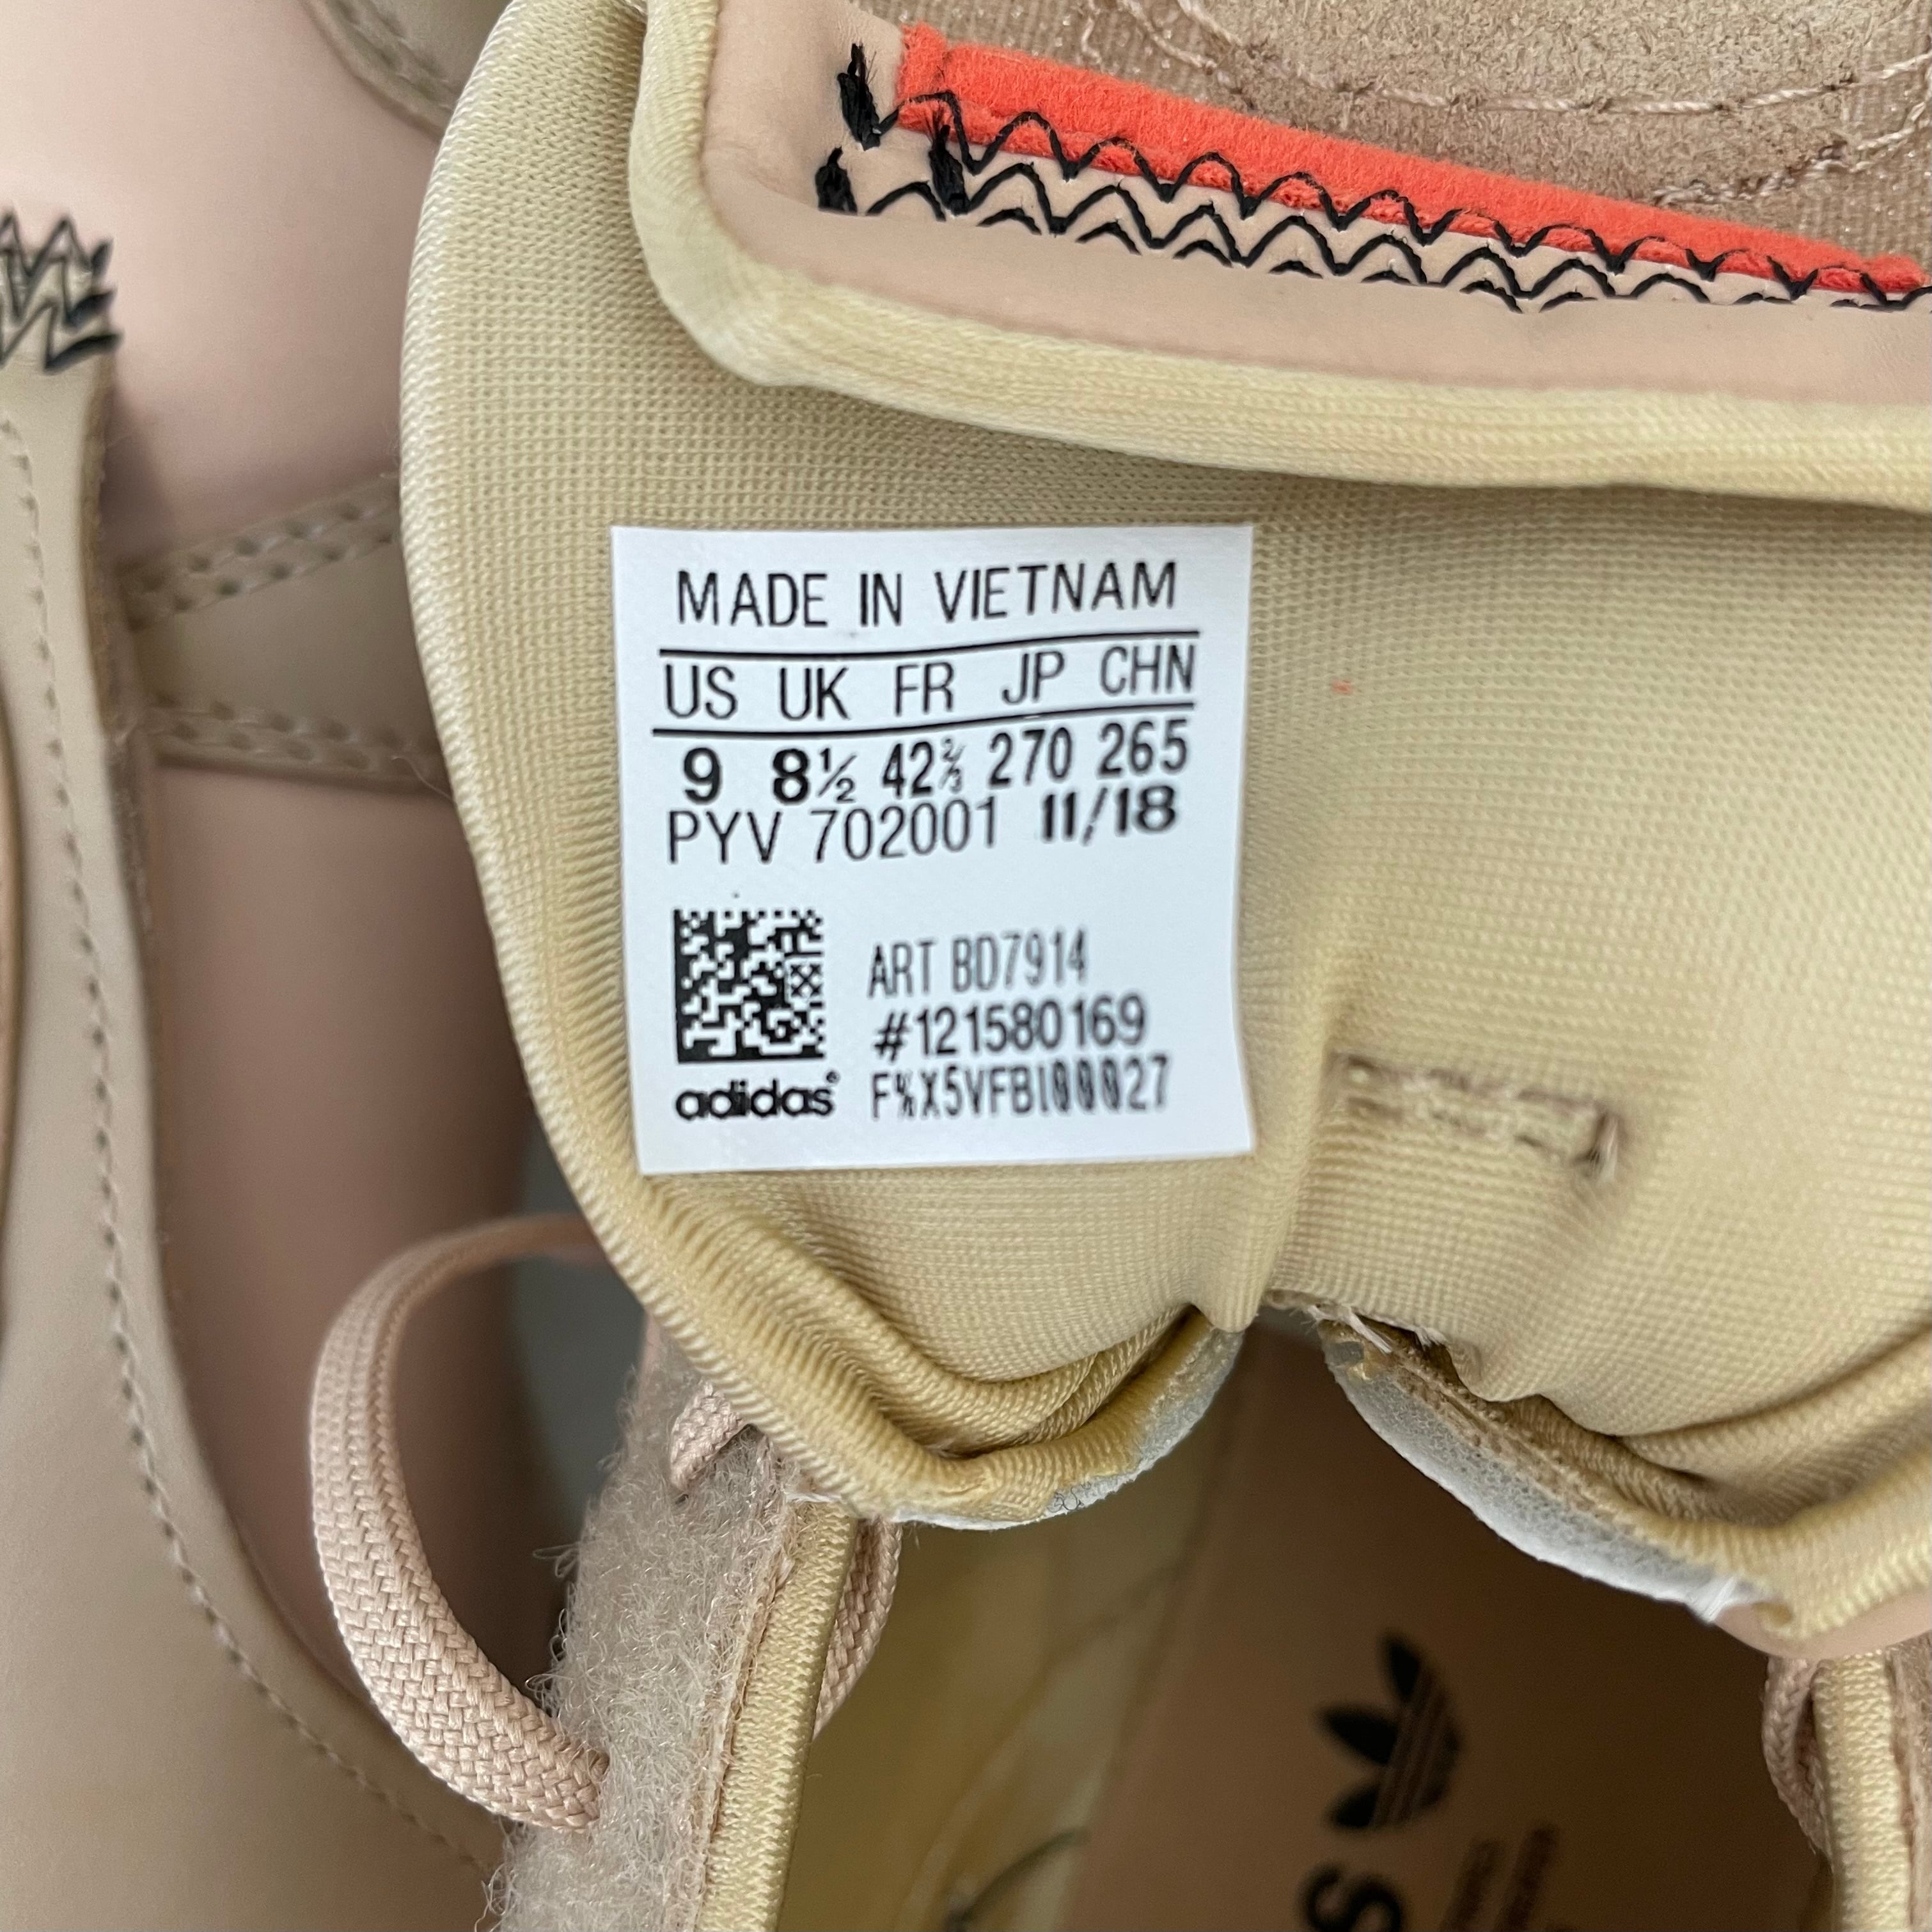 MADE IN VIETNAM
US UK FR JP CHN
9 8½ 42⅔ 270 265
PYV 702001 11/18
ART BD7914
#121580169
F%X5VFBI00027
adidas®